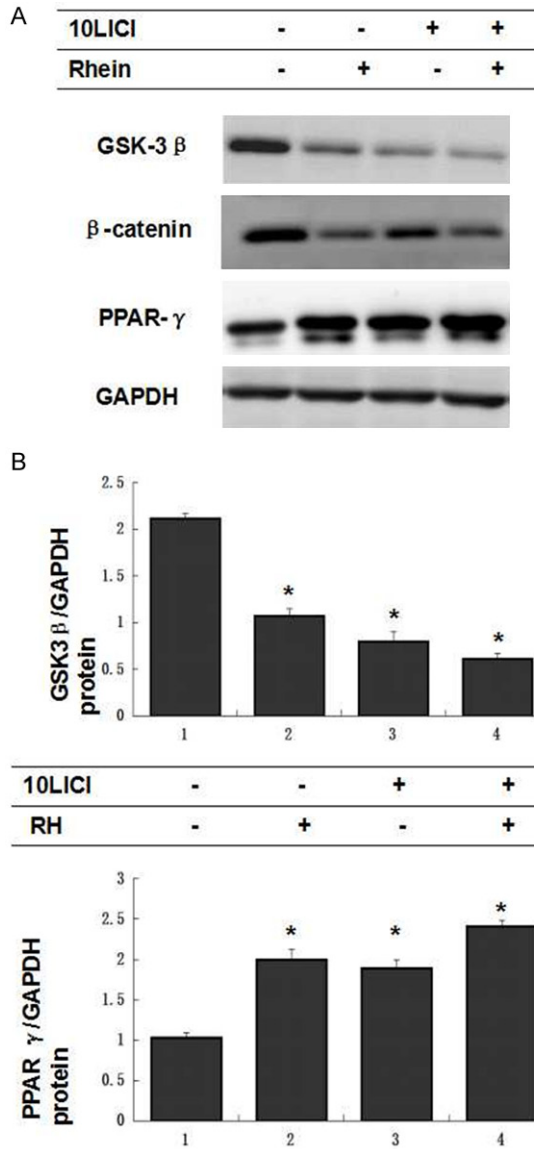 A
10LICI - - + +
Rhein - + - +
GSK-3 β
β-catenin
PPAR- γ
GAPDH
B
GSK3 β/GAPDH
protein
2.5
2
1.5
1
0.5
0
* * *
1 2 3 4
10LICI - - + +
RH - + - +
PPAR γ/GAPDH
protein
3
2.5
2
1.5
1
0.5
0
* * *
1 2 3 4